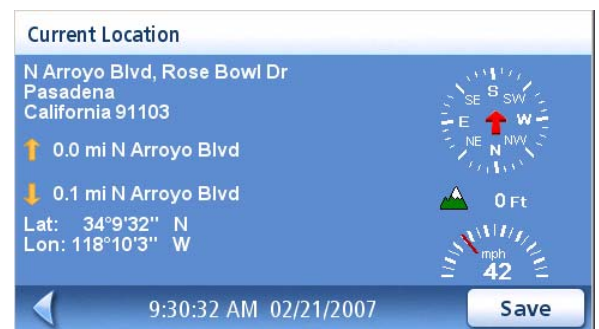 Current Location
N Arroyo Blvd, Rose Bowl Dr
Pasadena
California 91103
0.0 mi N Arroyo Blvd
0.1 mi N Arroyo Blvd
Lat: 34°9'32" N
Lon: 118°10'3" W
SE S SW
E W
NE N NW
0 Ft
mph
42
9:30:32 AM 02/21/2007
Save